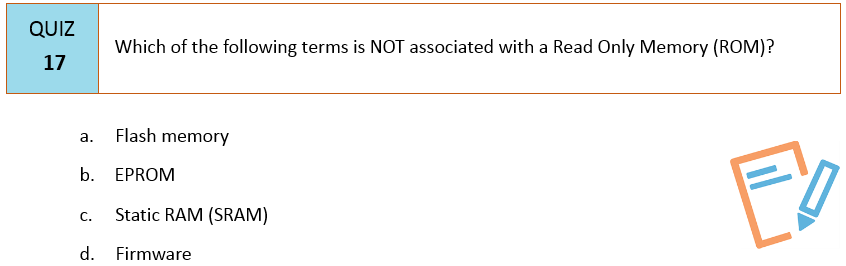 QUIZ
17
Which of the following terms is NOT associated with a Read Only Memory (ROM)?
a. Flash memory
b. EPROM
c. Static RAM (SRAM)
d. Firmware